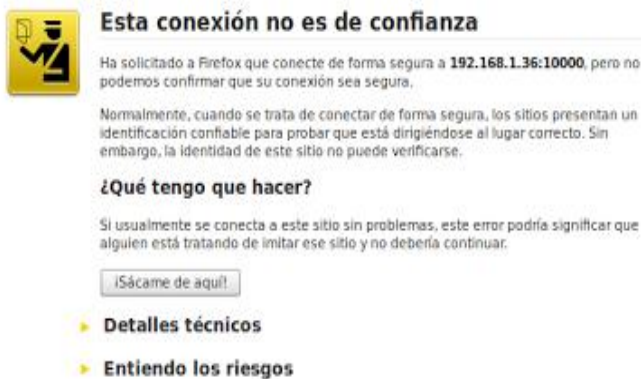 Esta conexión no es de confianza
Ha solicitado a Firefox que conecte de forma segura a 192.168.1.36:10000, pero no
podemos confirmar que su conexión sea segura.
Normalmente, cuando se trata de conectar de forma segura, los sitios presentan un
identificación confiable para probar que está dirigiéndose al lugar correcto. Sin
embargo, la identidad de este sitio no puede verificarse.
¿Qué tengo que hacer?
Si usualmente se conecta a este sitio sin problemas, este error podría significar que
alguien está tratando de imitar ese sitio y no debería continuar.
¡Sácame de aquí!
Detalles técnicos
Entiendo los riesgos